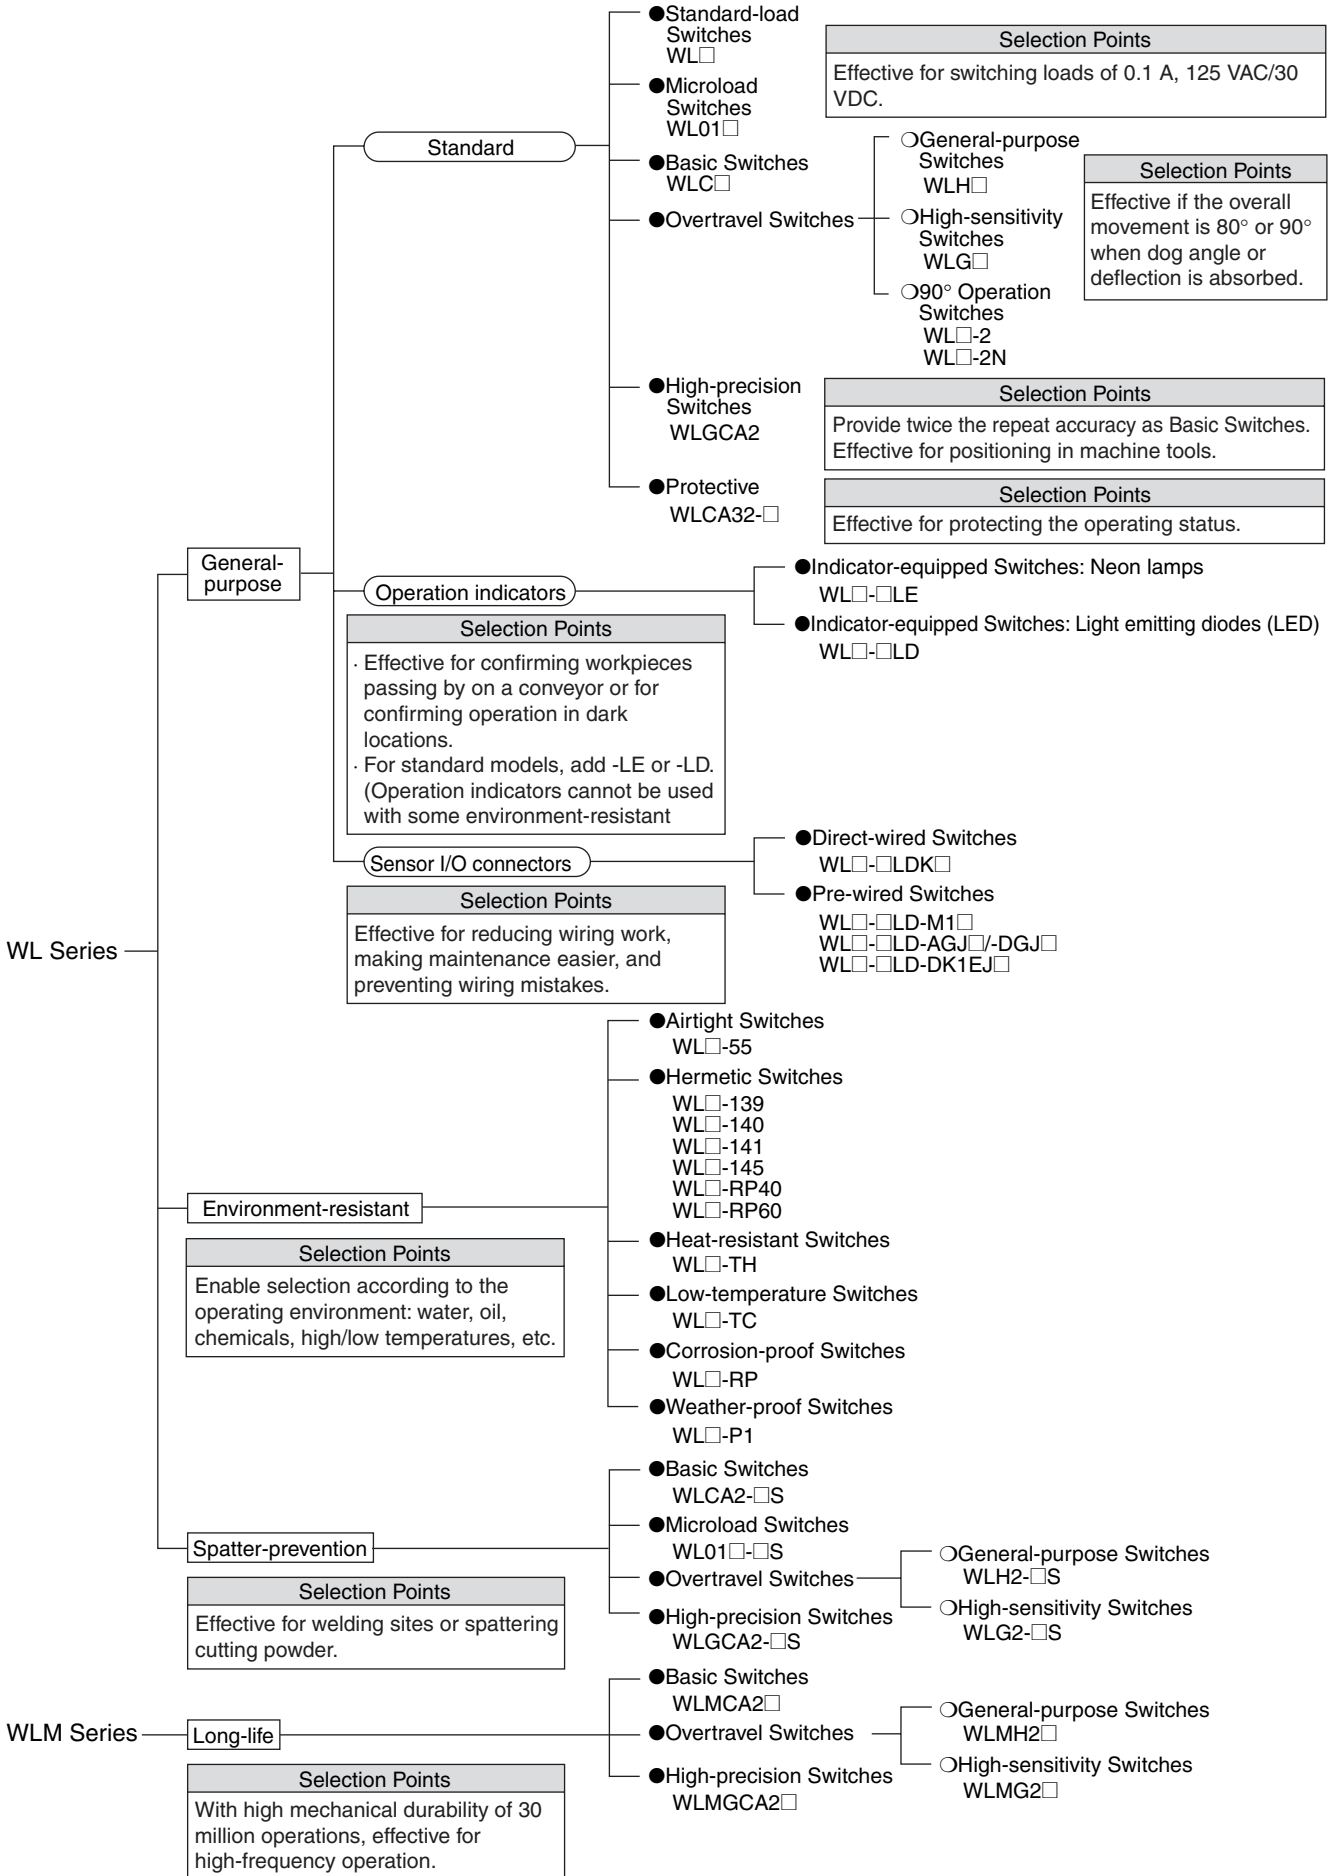 ●Standard-load
Switches
WL□
Selection Points
Effective for switching loads of 0.1 A, 125 VAC/30
VDC.
●Microload
Switches
WL01□
Standard
●Basic Switches
WLC□
●Overtravel Switches
❍General-purpose
Switches
WLH□
❍High-sensitivity
Switches
WLG□
❍90° Operation
Switches
WL□-2
WL□-2N
Selection Points
Effective if the overall
movement is 80° or 90°
when dog angle or
deflection is absorbed.
●High-precision
Switches
WLGCA2
Selection Points
Provide twice the repeat accuracy as Basic Switches.
Effective for positioning in machine tools.
●Protective
WLCA32-□
Selection Points
Effective for protecting the operating status.
General-
purpose
Operation indicators
●Indicator-equipped Switches: Neon lamps
WL□-□LE
●Indicator-equipped Switches: Light emitting diodes (LED)
WL□-□LD
Selection Points
· Effective for confirming workpieces
passing by on a conveyor or for
confirming operation in dark
locations.
· For standard models, add -LE or -LD.
(Operation indicators cannot be used
with some environment-resistant
Sensor I/O connectors
●Direct-wired Switches
WL□-□LDK□
●Pre-wired Switches
WL□-□LD-M1□
WL□-□LD-AGJ□/-DGJ□
WL□-□LD-DK1EJ□
Selection Points
Effective for reducing wiring work,
making maintenance easier, and
preventing wiring mistakes.
WL Series
●Airtight Switches
WL□-55
●Hermetic Switches
WL□-139
WL□-140
WL□-141
WL□-145
WL□-RP40
WL□-RP60
Environment-resistant
Selection Points
Enable selection according to the
operating environment: water, oil,
chemicals, high/low temperatures, etc.
●Heat-resistant Switches
WL□-TH
●Low-temperature Switches
WL□-TC
●Corrosion-proof Switches
WL□-RP
●Weather-proof Switches
WL□-P1
●Basic Switches
WLCA2-□S
●Microload Switches
WL01□-□S
Spatter-prevention
Selection Points
Effective for welding sites or spattering
cutting powder.
●Overtravel Switches
❍General-purpose Switches
WLH2-□S
❍High-sensitivity Switches
WLG2-□S
●High-precision Switches
WLGCA2-□S
●Basic Switches
WLMCA2□
WLM Series
Long-life
●Overtravel Switches
❍General-purpose Switches
WLMH2□
❍High-sensitivity Switches
WLMG2□
●High-precision Switches
WLMGCA2□
Selection Points
With high mechanical durability of 30
million operations, effective for
high-frequency operation.